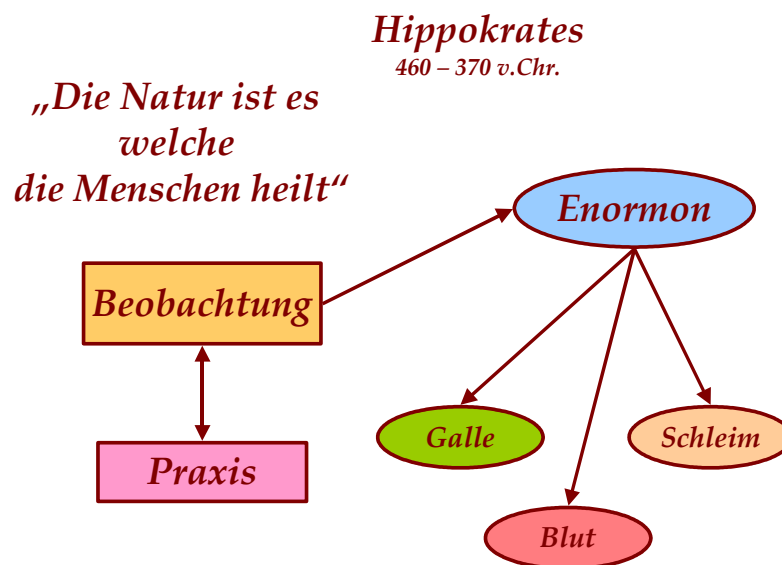 Hippokrates
460 – 370 v.Chr.
„Die Natur ist es
welche
die Menschen heilt“
Enormon
Beobachtung
Galle
Schleim
Praxis
Blut